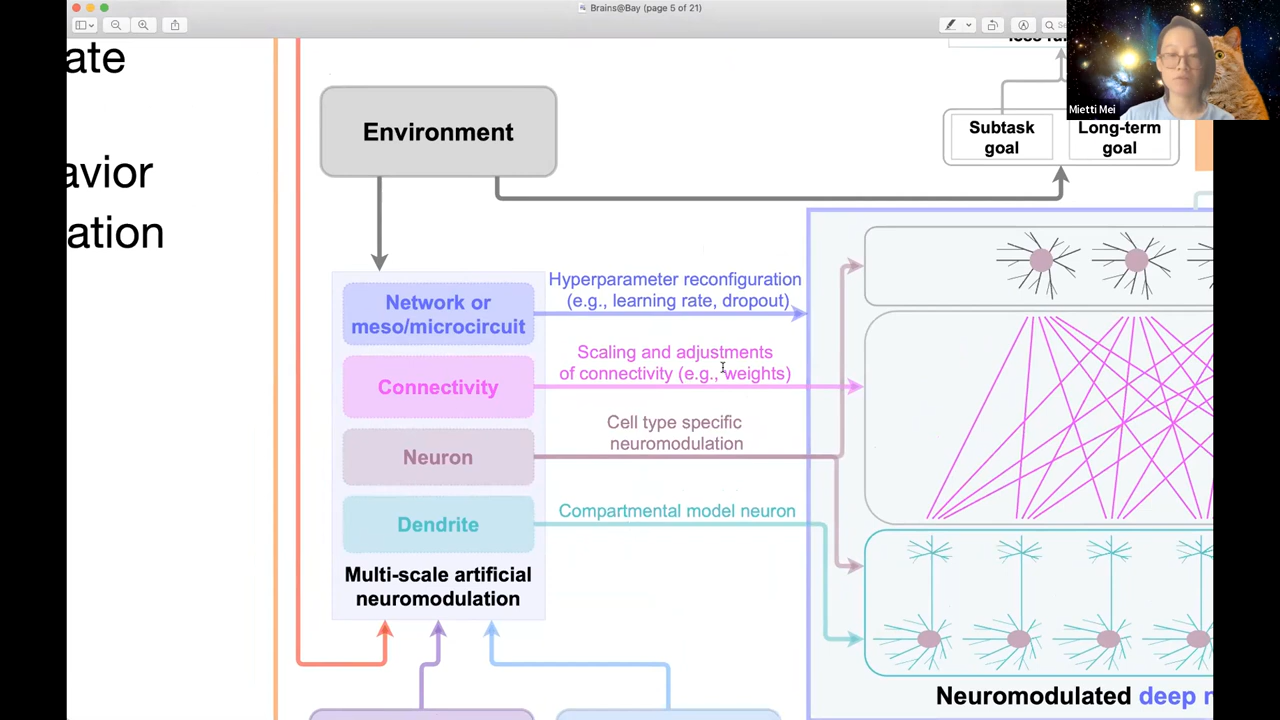 Brains@Bay (page 5 of 21)
Mietti Mei
ate
avior
ation
Environment
Subtask
goal
Long-term
goal
Network or
meso/microcircuit
Connectivity
Neuron
Dendrite
Multi-scale artificial
neuromodulation
Hyperparameter reconfiguration
(e.g., learning rate, dropout)
Scaling and adjustments
of connectivity (e.g., weights)
Cell type specific
neuromodulation
Compartmental model neuron
Neuromodulated deep n